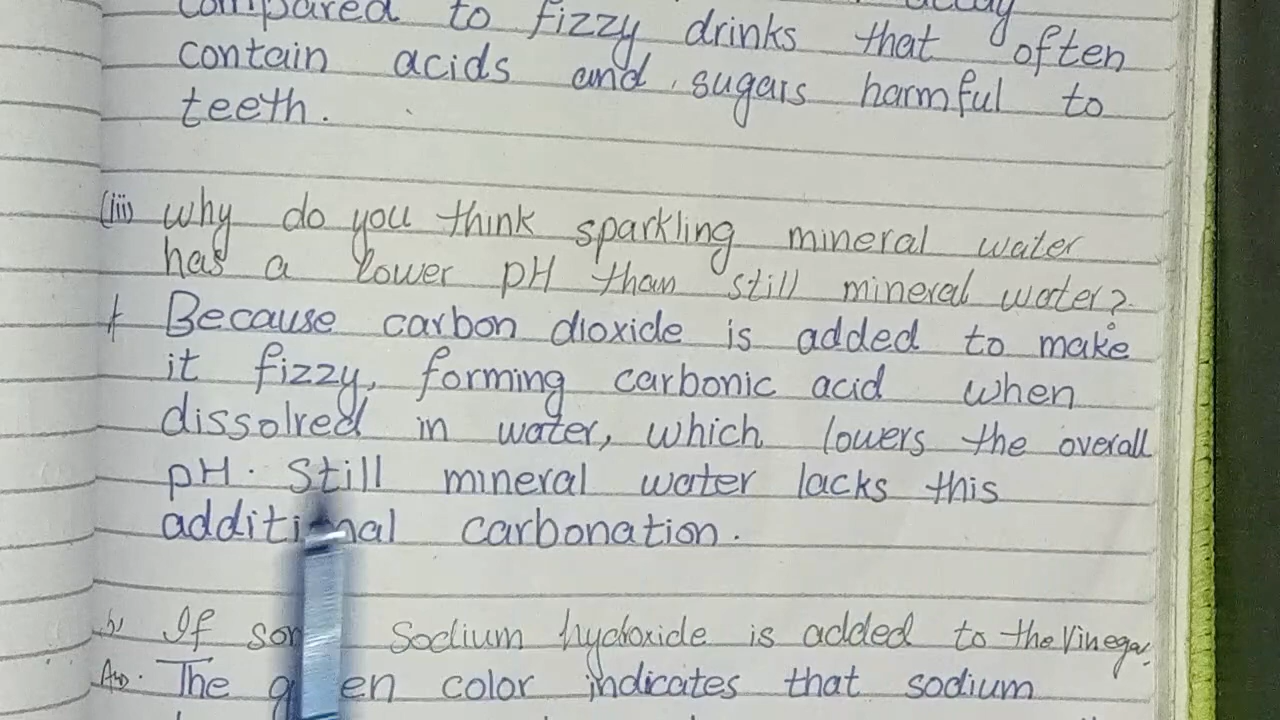 compared to fizzy drinks that often
contain acids and sugars harmful to
teeth.
(iii) why do you think sparkling mineral water
has a lower pH than still mineral water?
Because carbon dioxide is added to make
it fizzy, forming carbonic acid when
dissolved in water, which lowers the overall
pH. Still mineral water lacks this
additional carbonation.
b, If Sodium hydroxide is added to the Vinegar.
Ans. The color indicates that sodium